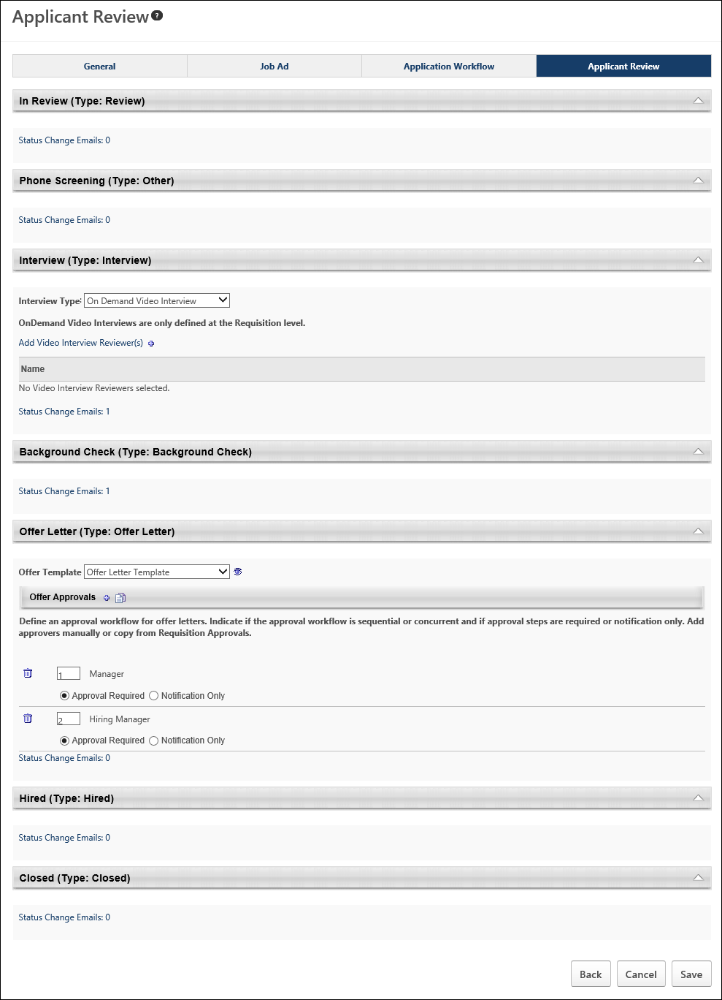 Applicant Review ?
General Job Ad Application Workflow Applicant Review
In Review (Type: Review)
Status Change Emails: 0
Phone Screening (Type: Other)
Status Change Emails: 0
Interview (Type: Interview)
Interview Type: On Demand Video Interview
OnDemand Video Interviews are only defined at the Requisition level.
Add Video Interview Reviewer(s)
Name
No Video Interview Reviewers selected.
Status Change Emails: 1
Background Check (Type: Background Check)
Status Change Emails: 1
Offer Letter (Type: Offer Letter)
Offer Template Offer Letter Template
Offer Approvals
Define an approval workflow for offer letters. Indicate if the approval workflow is sequential or concurrent and if approval steps are required or notification only. Add
approvers manually or copy from Requisition Approvals.
1 Manager
Approval Required Notification Only
2 Hiring Manager
Approval Required Notification Only
Status Change Emails: 0
Hired (Type: Hired)
Status Change Emails: 0
Closed (Type: Closed)
Status Change Emails: 0
Back Cancel Save